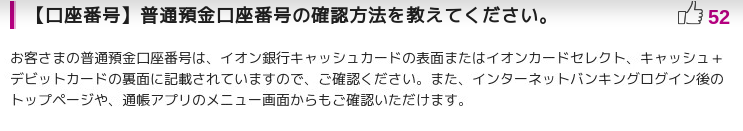 【口座番号】普通預金口座番号の確認方法を教えてください。
52
お客さまの普通預金口座番号は、イオン銀行キャッシュカードの表面またはイオンカードセレクト、キャッシュ＋
デビットカードの裏面に記載されていますので、ご確認ください。また、インターネットバンキングログイン後の
トップページや、通帳アプリのメニュー画面からもご確認いただけます。